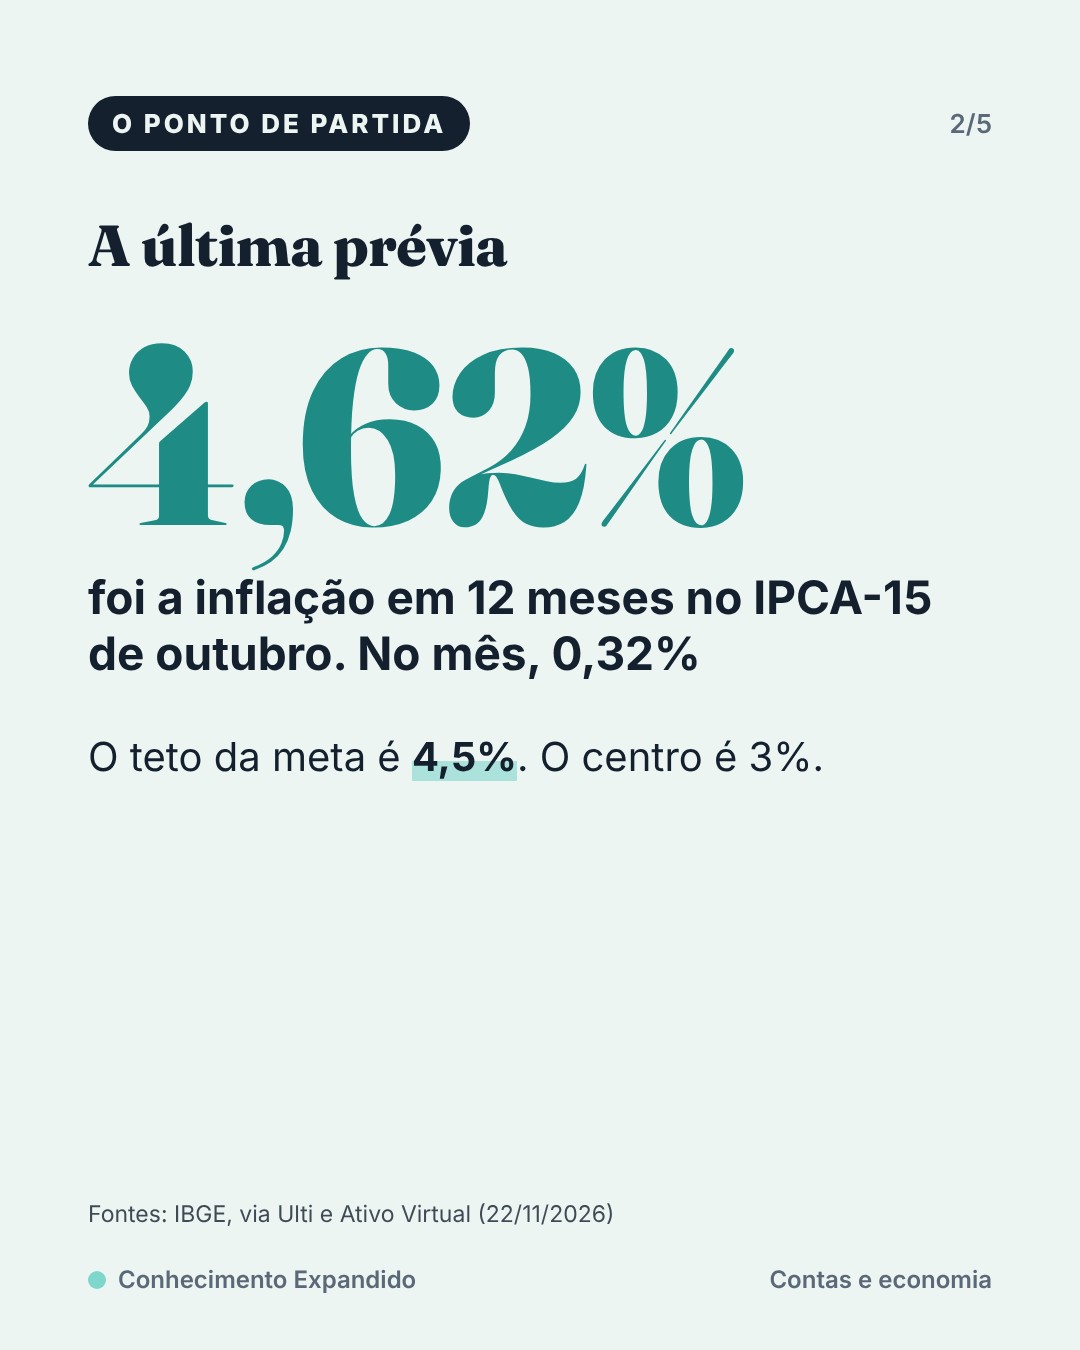 O PONTO DE PARTIDA
2/5
A última prévia
4,62%
foi a inflação em 12 meses no IPCA-15
de outubro. No mês, 0,32%
O teto da meta é 4,5%. O centro é 3%.
Fontes: IBGE, via Ulti e Ativo Virtual (22/11/2026)
Conhecimento Expandido
Contas e economia